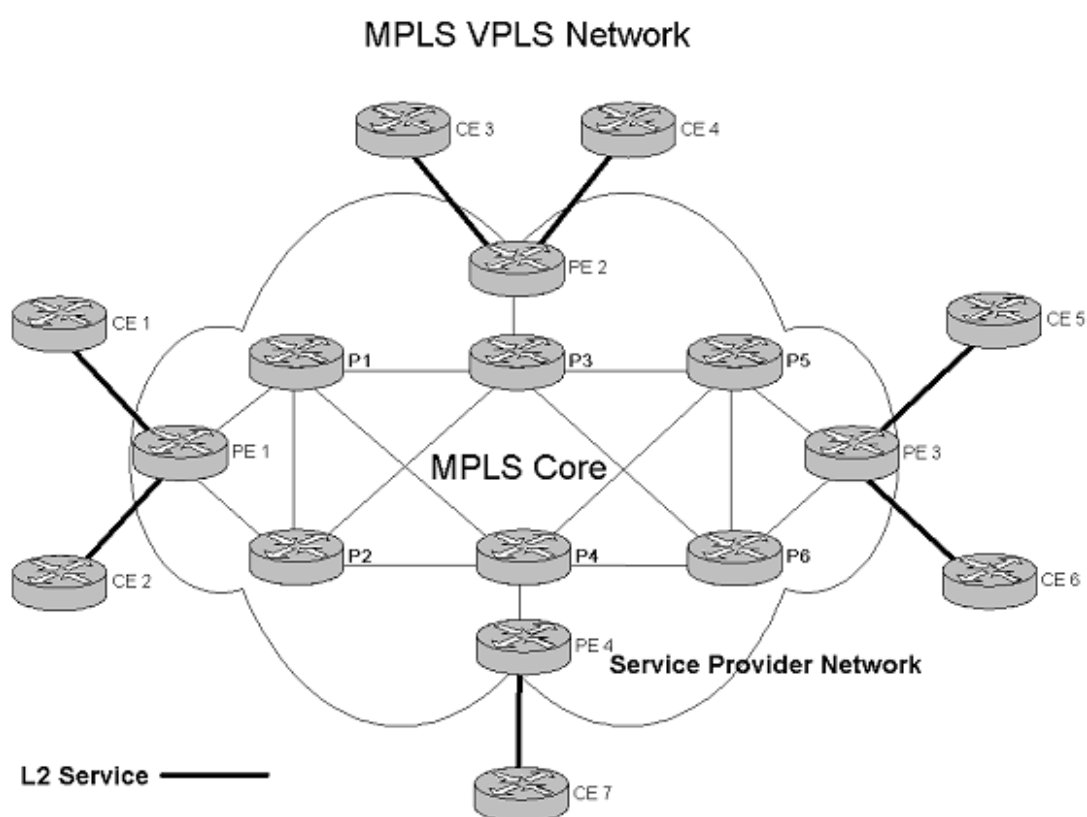 MPLS VPLS Network
CE 3
CE 4
PE 2
CE 1
CE 5
P1
P3
P5
PE 1
MPLS Core
PE 3
P2
P4
P6
CE 2
CE 6
PE 4
Service Provider Network
L2 Service
CE 7